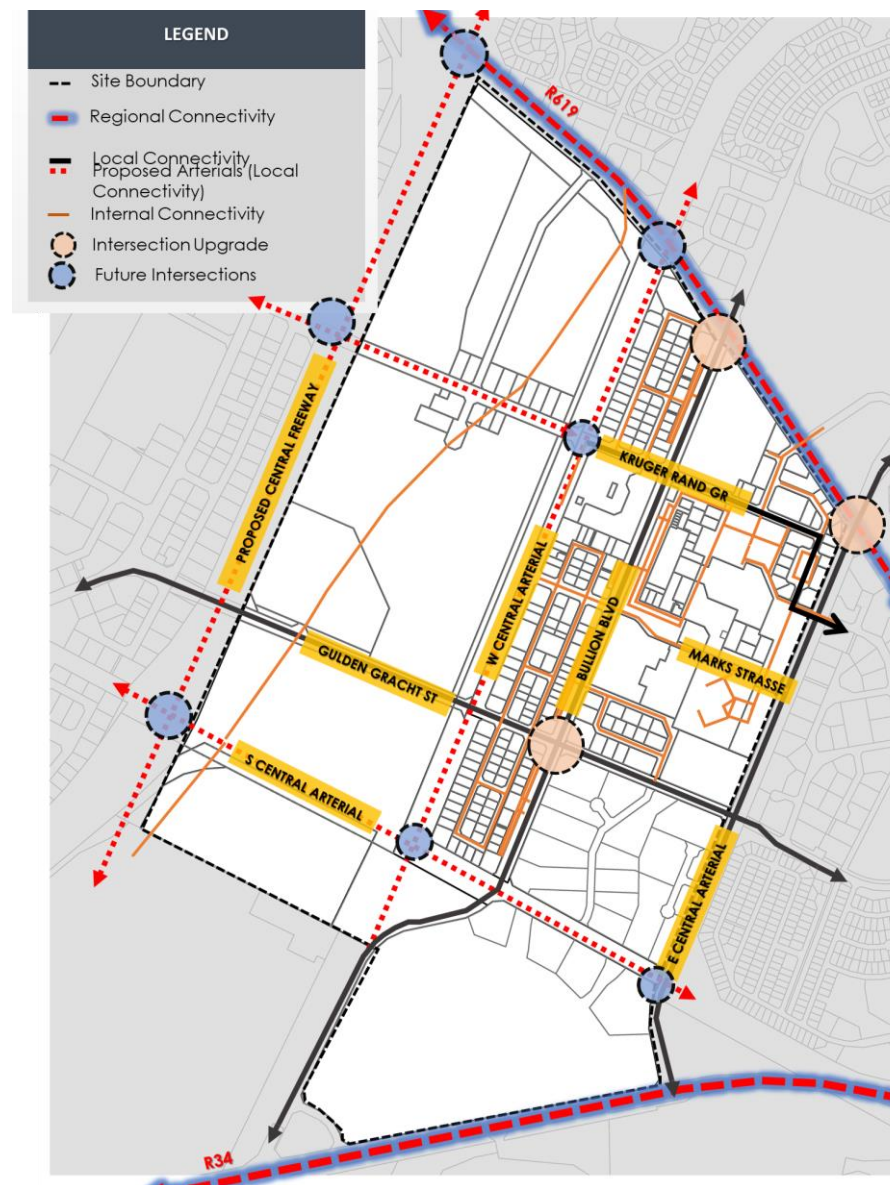 LEGEND
Site Boundary
Regional Connectivity
Local Connectivity
Proposed Arterials (Local
Connectivity)
Internal Connectivity
Intersection Upgrade
Future Intersections
R619
PROPOSED CENTRAL FREEWAY
KRUGER RAND GR
W CENTRAL ARTERIAL
BULLION BLVD
GULDEN GRACHT ST
MARKS STRASSE
S CENTRAL ARTERIAL
E CENTRAL ARTERIAL
R34